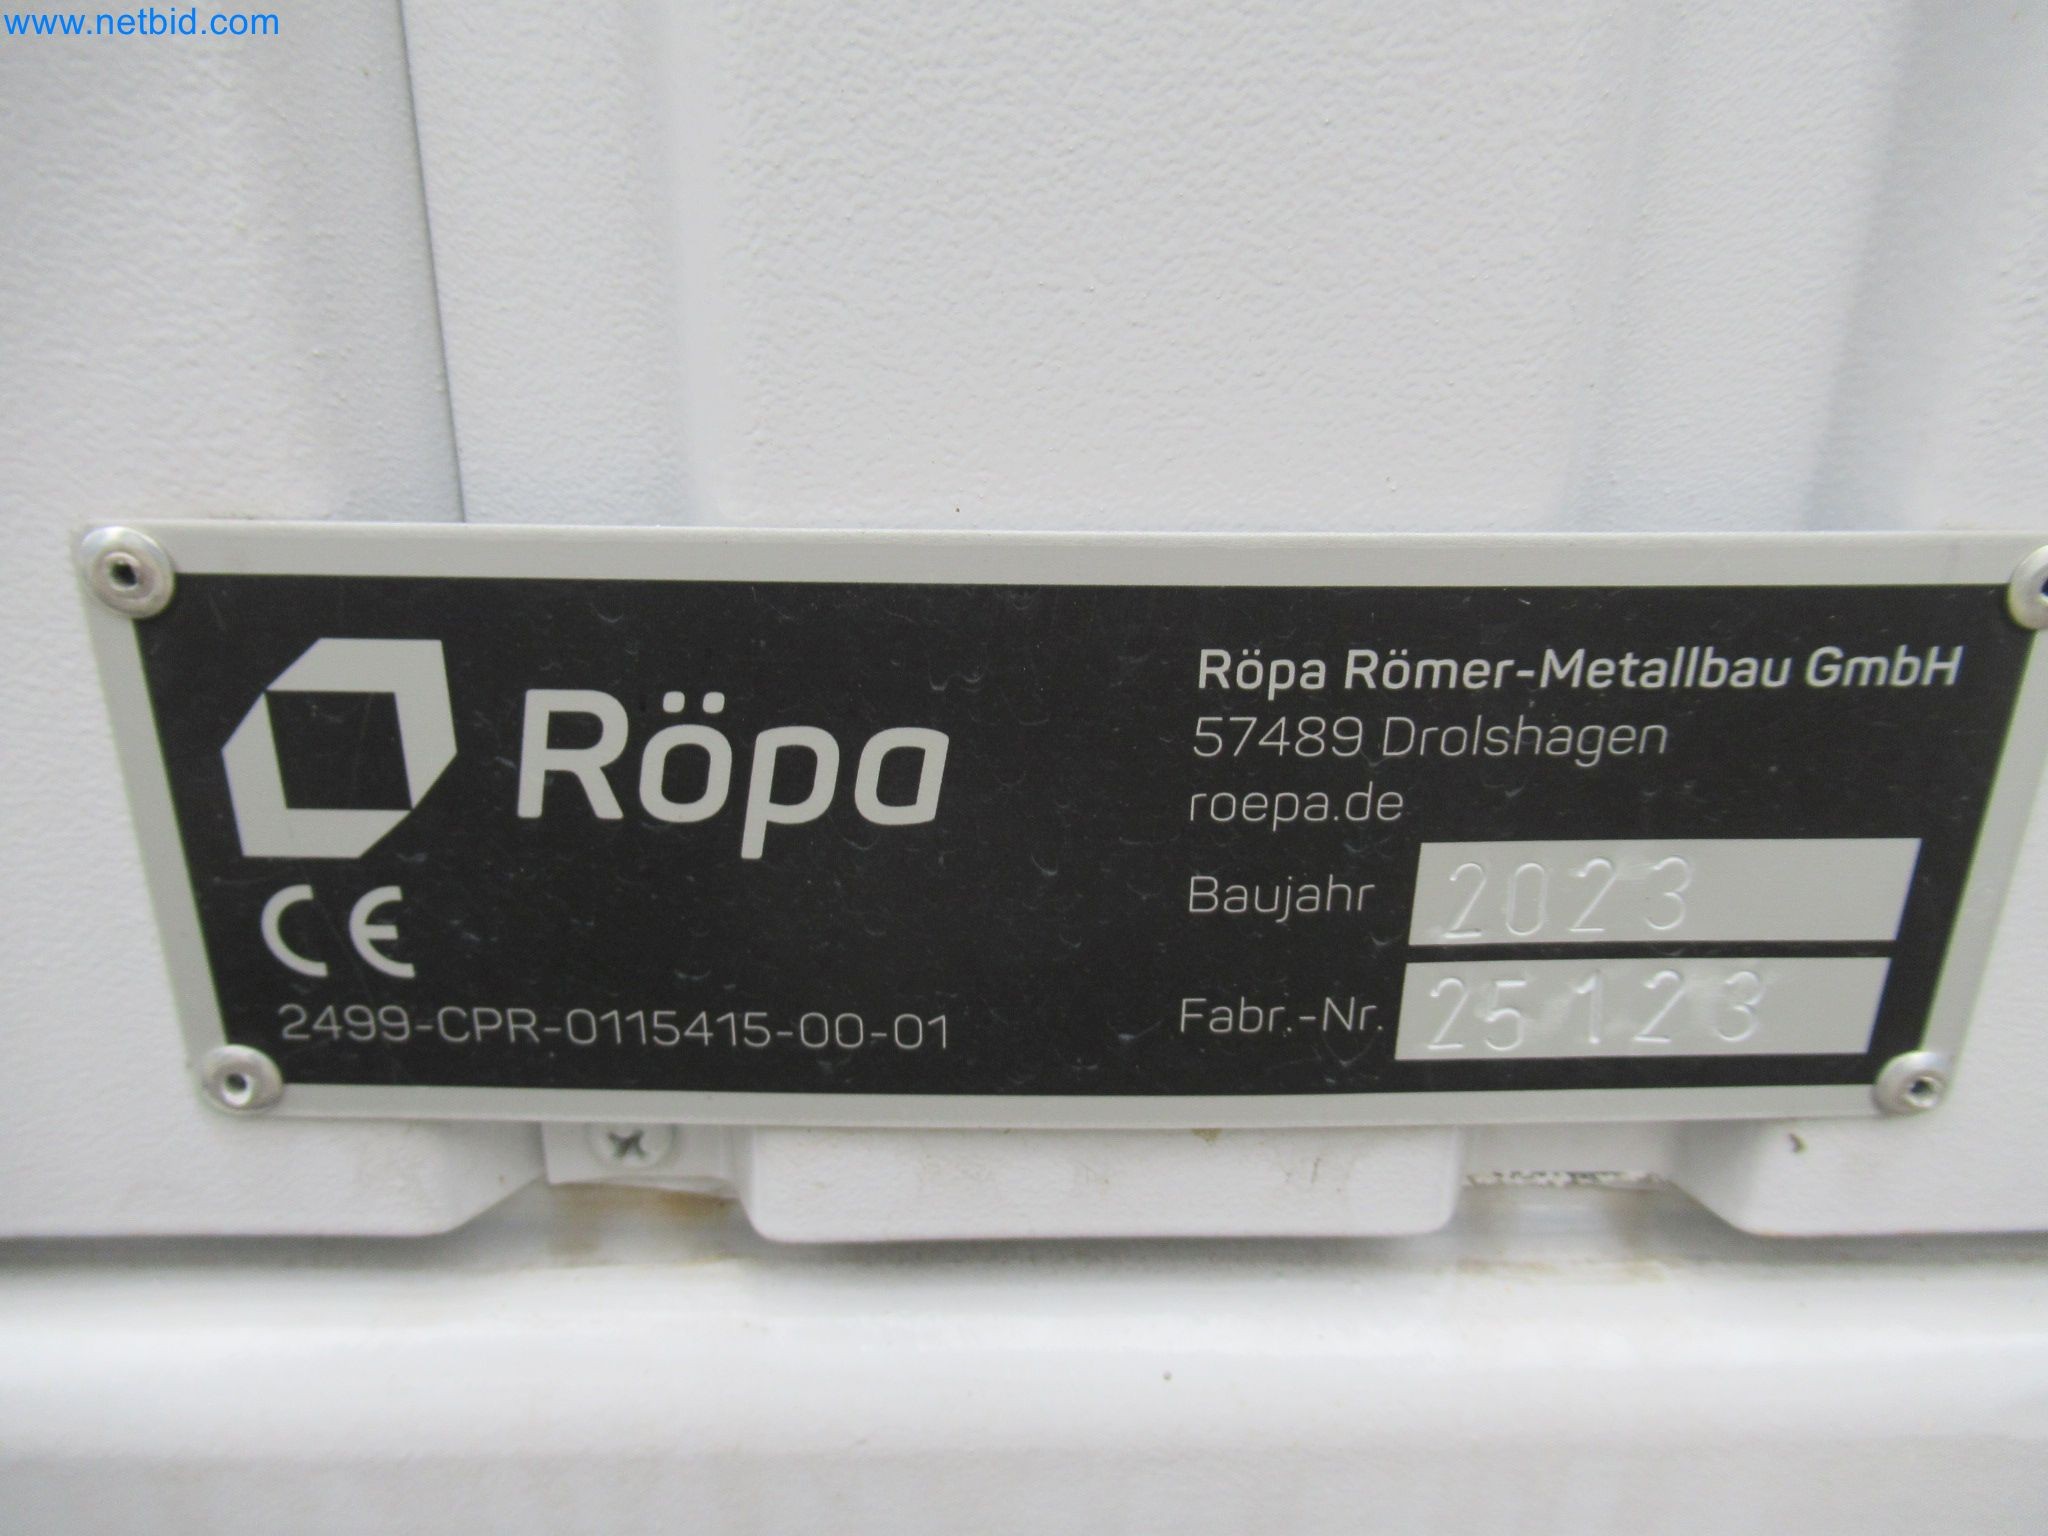 www.netbid.com
Röpa
CE
2499-CPR-0115415-00-01
Röpa Römer-Metallbau GmbH
57489 Drolshagen
roepa.de
Baujahr 2023
Fabr.-Nr. 25123